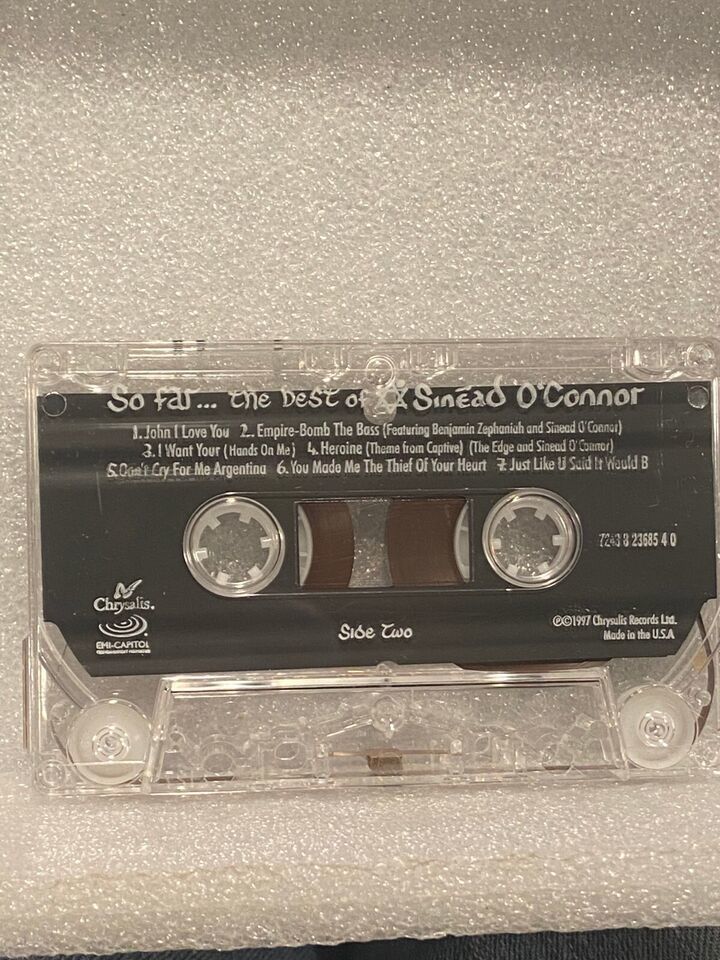 So far... the best of Sinéad O'Connor
1. John I Love You 2. Empire-Bomb The Bass (Featuring Benjamin Zephaniah and Sinead O'Connor)
3. I Want Your (Hands On Me) 4. Heroine (Theme from Captive) (The Edge and Sinead O'Connor)
5. Don't Cry For Me Argentina 6. You Made Me The Thief Of Your Heart 7. Just Like U Said It Would B
7243 8 23685 4 0
Chrysalis.
EMI-CAPITOL
Side Two
℗©1997 Chrysalis Records Ltd.
Made in the U.S.A